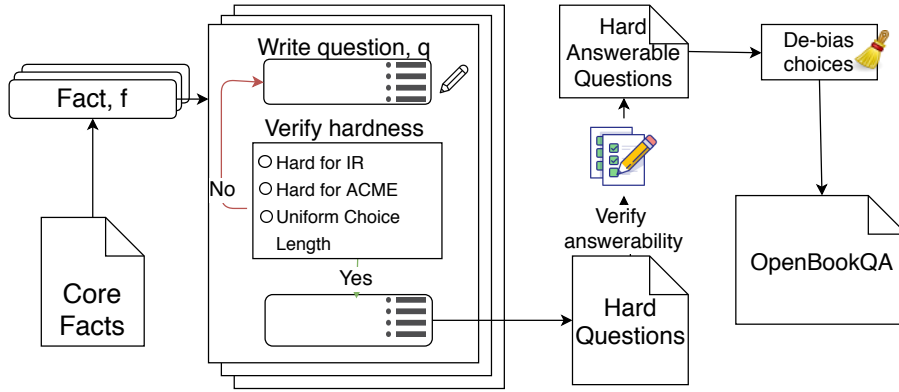 Fact, f
Core
Facts
Write question, q
Verify hardness
Hard for IR
Hard for ACME
Uniform Choice
Length
No
Yes
Hard
Questions
Verify
answerability
Hard
Answerable
Questions
De-bias
choices
OpenBookQA